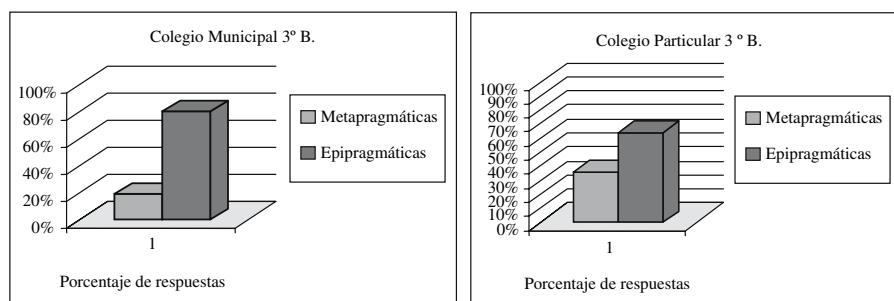 Colegio Municipal 3º B.
100%
80%
60%
40%
20%
0%
1
Metapragmáticas
Epipragmáticas
Porcentaje de respuestas
Colegio Particular 3 º B.
100%
90%
80%
70%
60%
50%
40%
30%
20%
10%
0%
1
Metapragmáticas
Epipragmáticas
Porcentaje de respuestas